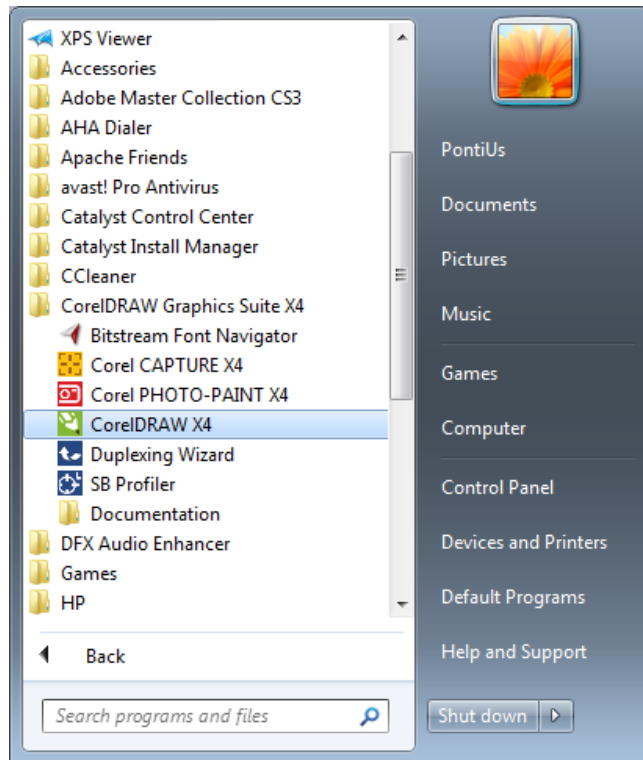 XPS Viewer
Accessories
Adobe Master Collection CS3
AHA Dialer
Apache Friends
avast! Pro Antivirus
Catalyst Control Center
Catalyst Install Manager
CCleaner
CorelDRAW Graphics Suite X4
Bitstream Font Navigator
Corel CAPTURE X4
Corel PHOTO-PAINT X4
CorelDRAW X4
Duplexing Wizard
SB Profiler
Documentation
DFX Audio Enhancer
Games
HP
Back
Search programs and files
PontiUs
Documents
Pictures
Music
Games
Computer
Control Panel
Devices and Printers
Default Programs
Help and Support
Shut down